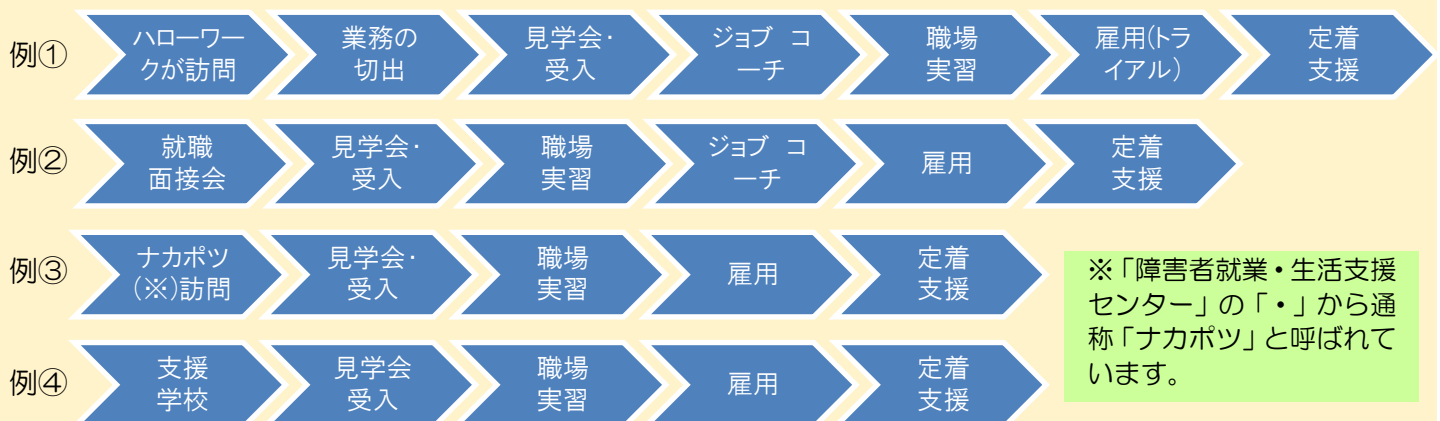 例①
ハローワー
クが訪問
業務の
切出
見学会・
受入
ジョブ コ
ーチ
職場
実習
雇用(トラ
イアル)
定着
支援
例②
就職
面接会
見学会・
受入
職場
実習
ジョブ コ
ーチ
雇用
定着
支援
例③
ナカポツ
(※)訪問
見学会・
受入
職場
実習
雇用
定着
支援
※「障害者就業・生活支援
センター」の「・」から通
称「ナカポツ」と呼ばれて
います。
例④
支援
学校
見学会
受入
職場
実習
雇用
定着
支援